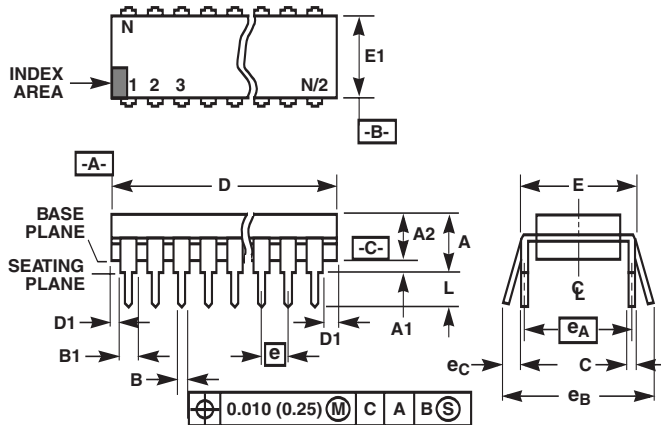 N
E1
INDEX
AREA
1 2 3 N/2
-B-
-A-
D
E
BASE
PLANE
A2
A
-C-
SEATING
PLANE
L
℄
D1
A1
D1
eA
B1
e
eC
C
B
eB
⌖ 0.010 (0.25) Ⓜ C A B Ⓢ